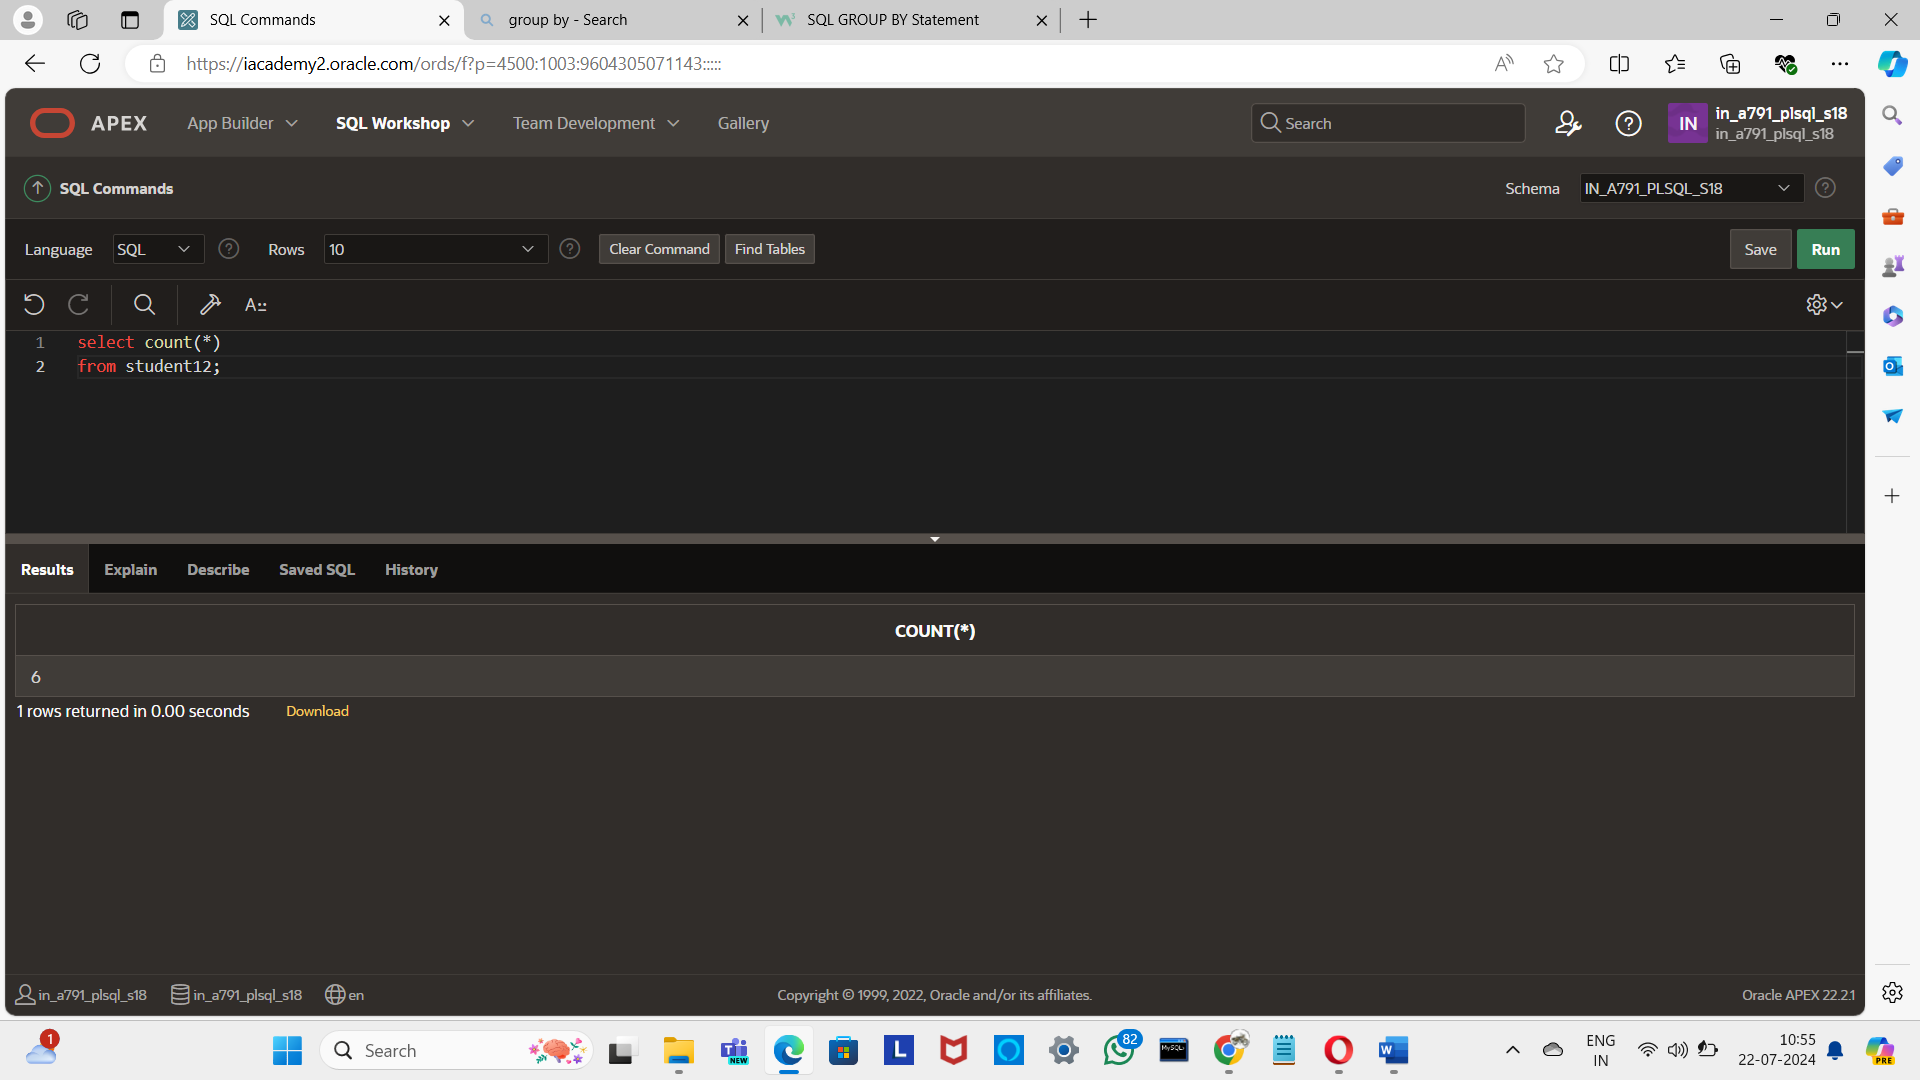 SQL Commands
group by - Search
SQL GROUP BY Statement
https://iacademy2.oracle.com/ords/f?p=4500:1003:9604305071143:::::
APEX
App Builder
SQL Workshop
Team Development
Gallery
Search
IN
in_a791_plsql_s18
in_a791_plsql_s18
SQL Commands
Schema
IN_A791_PLSQL_S18
Language
SQL
Rows
10
Clear Command
Find Tables
Save
Run
A::
1 select count(*)
2 from student12;
Results
Explain
Describe
Saved SQL
History
COUNT(*)
6
1 rows returned in 0.00 seconds
Download
in_a791_plsql_s18
in_a791_plsql_s18
en
Copyright © 1999, 2022, Oracle and/or its affiliates.
Oracle APEX 22.2.1
1
Search
NEW
L
82
MySQL
W
ENG
IN
10:55
22-07-2024
PRE